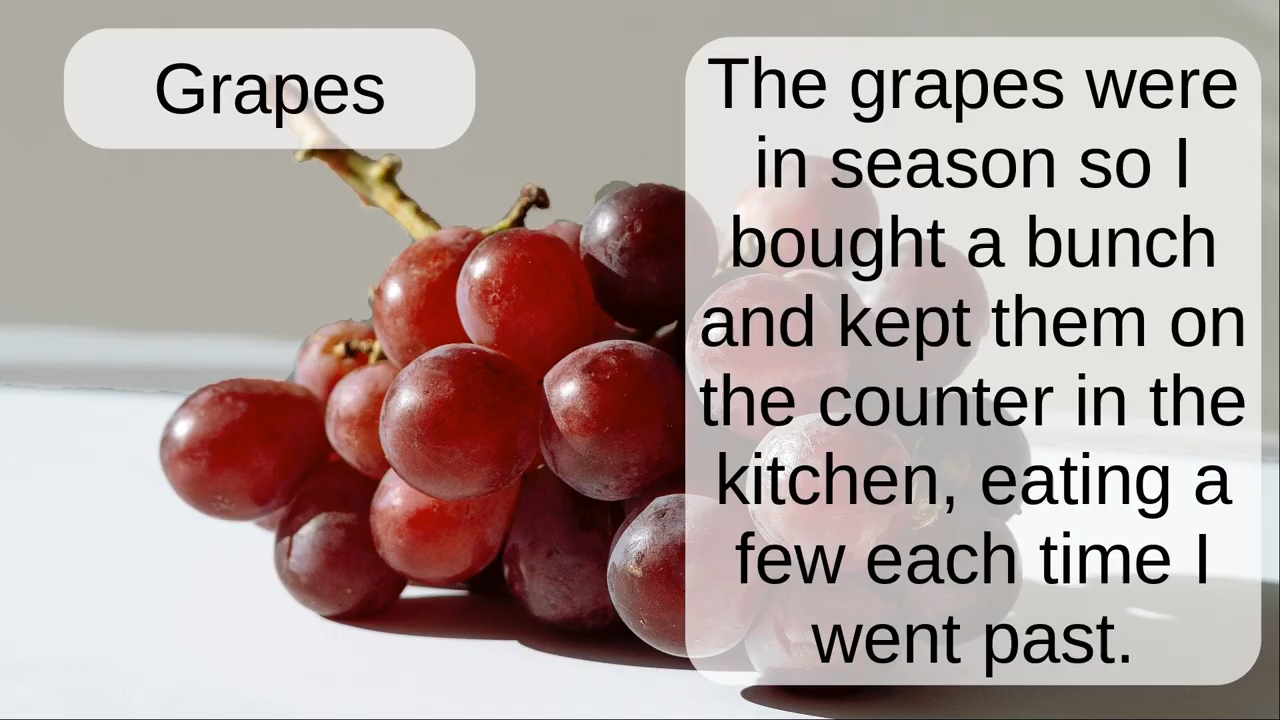 Grapes
The grapes were
in season so I
bought a bunch
and kept them on
the counter in the
kitchen, eating a
few each time I
went past.